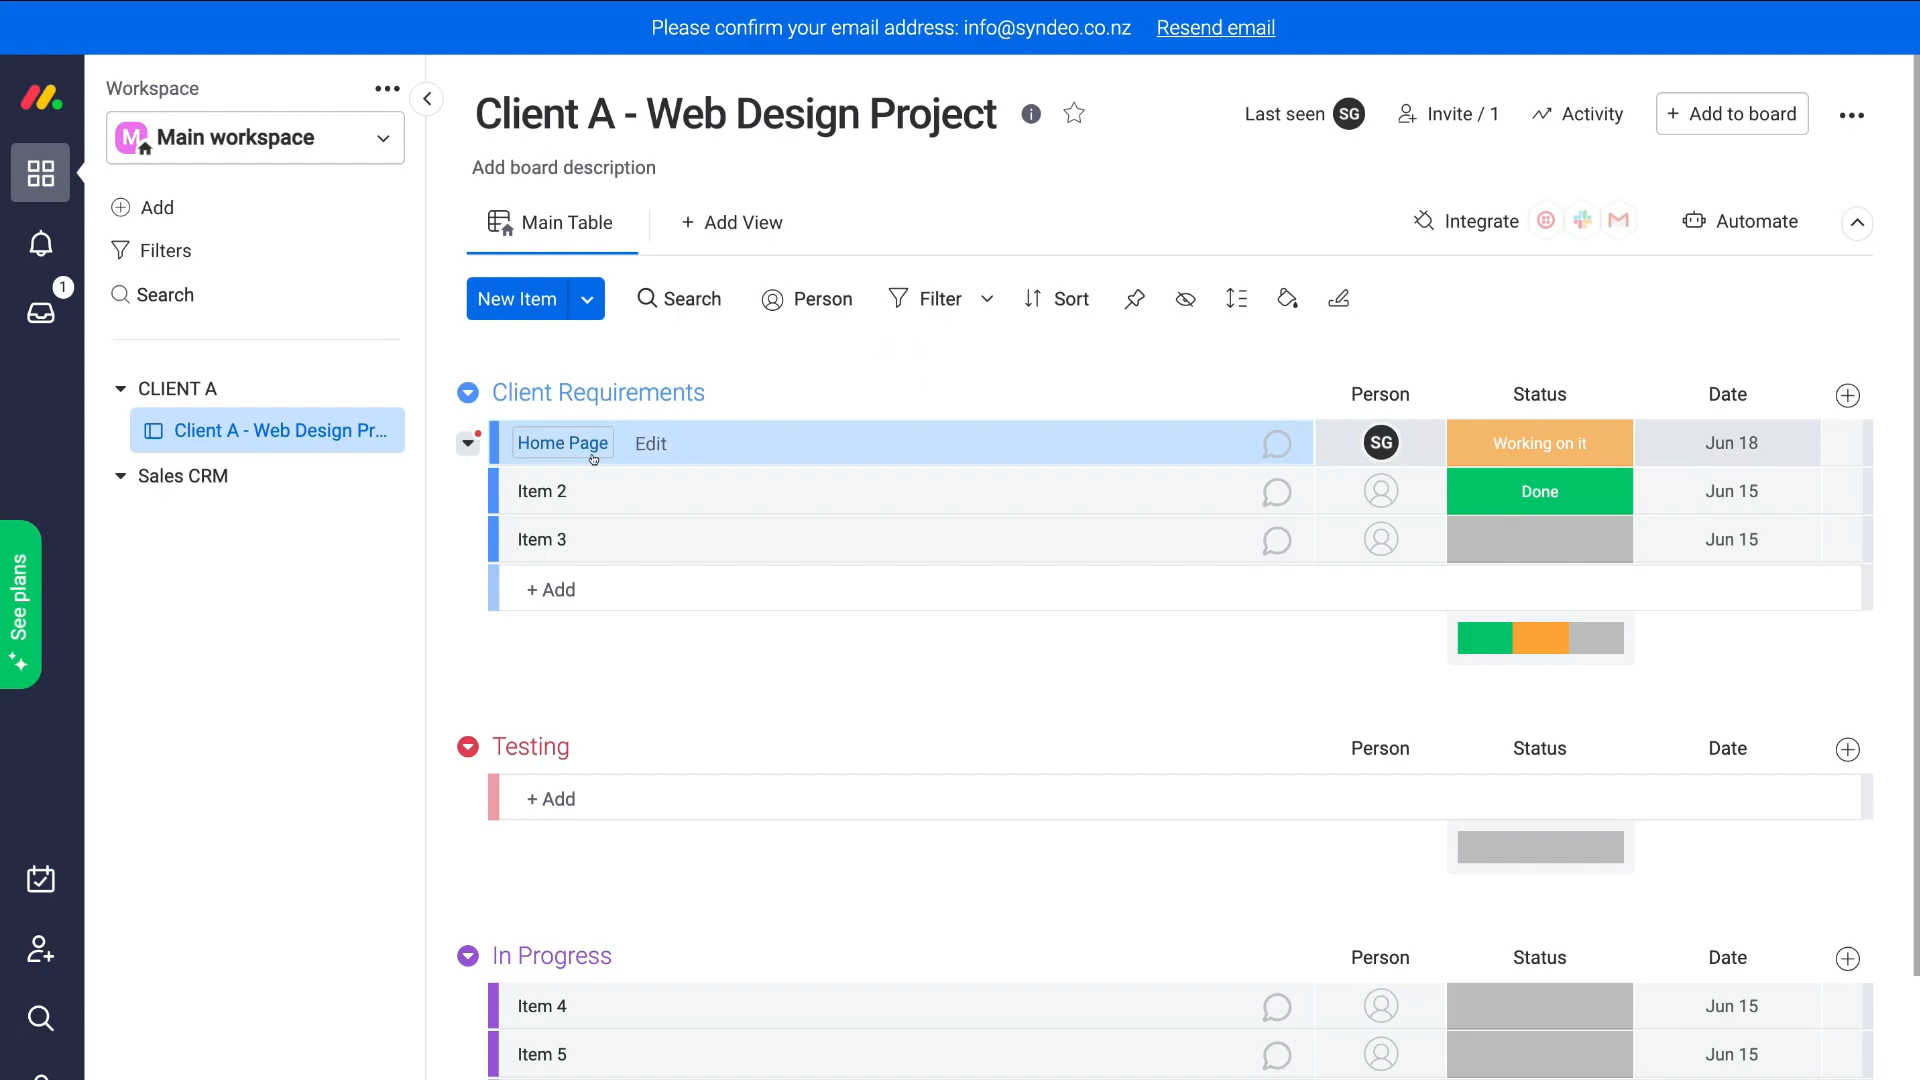 Please confirm your email address: info@syndeo.co.nz Resend email
Workspace
M Main workspace
Add
Filters
Search
CLIENT A
Client A - Web Design Pr...
Sales CRM
1
See plans
Client A - Web Design Project
Last seen SG Invite / 1 Activity + Add to board
Add board description
Main Table + Add View Integrate Automate
New Item Search Person Filter Sort
Client Requirements Person Status Date
Home Page Edit SG Working on it Jun 18
Item 2 Done Jun 15
Item 3 Jun 15
+ Add
Testing Person Status Date
+ Add
In Progress Person Status Date
Item 4 Jun 15
Item 5 Jun 15